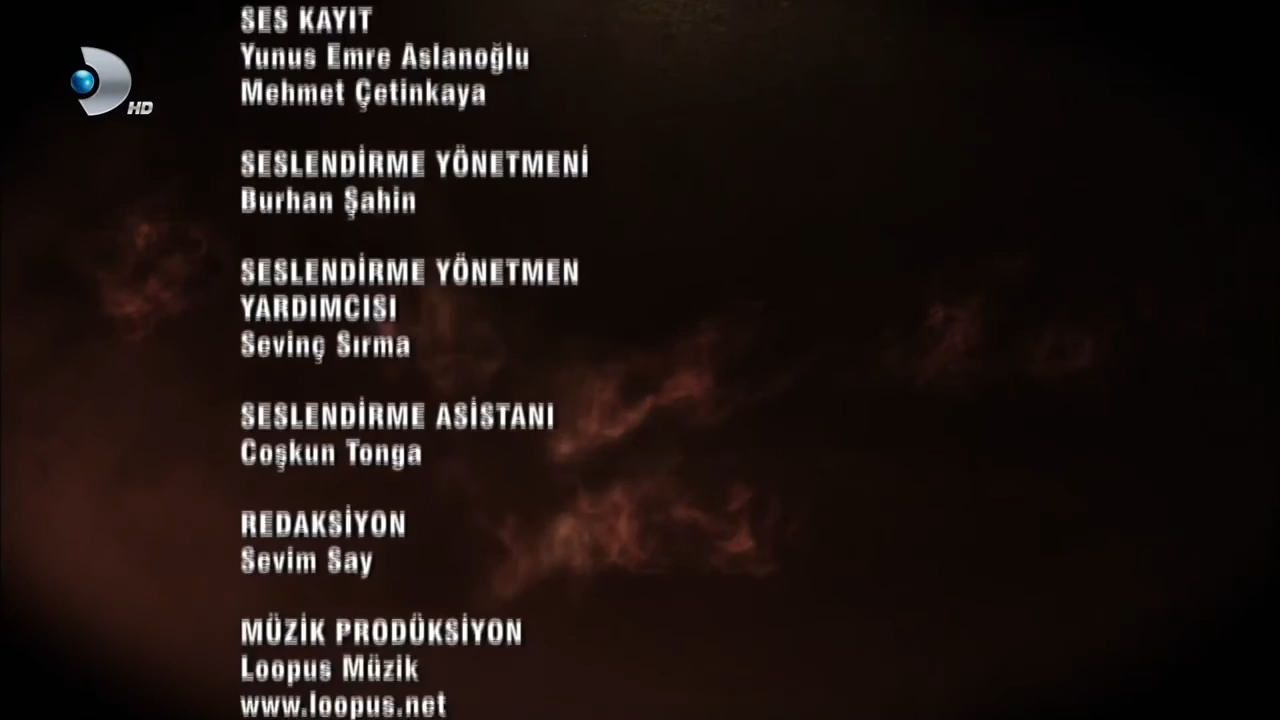 SES KAYIT
Yunus Emre Aslanoğlu
Mehmet Çetinkaya
HD
SESLENDİRME YÖNETMENİ
Burhan Şahin
SESLENDİRME YÖNETMEN
YARDIMCISI
Sevinç Sırma
SESLENDİRME ASİSTANI
Coşkun Tonga
REDAKSİYON
Sevim Say
MÜZİK PRODÜKSİYON
Loopus Müzik
www.loopus.net